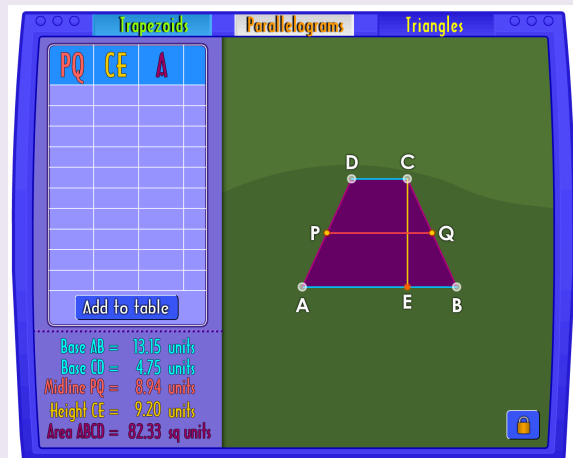 Trapezoids Parallelograms Triangles
PQ CE A
D C
P Q
A E B
Add to table
Base AB = 13.15 units
Base CD = 4.75 units
Midline PQ = 8.94 units
Height CE = 9.20 units
Area ABCD = 82.33 sq units